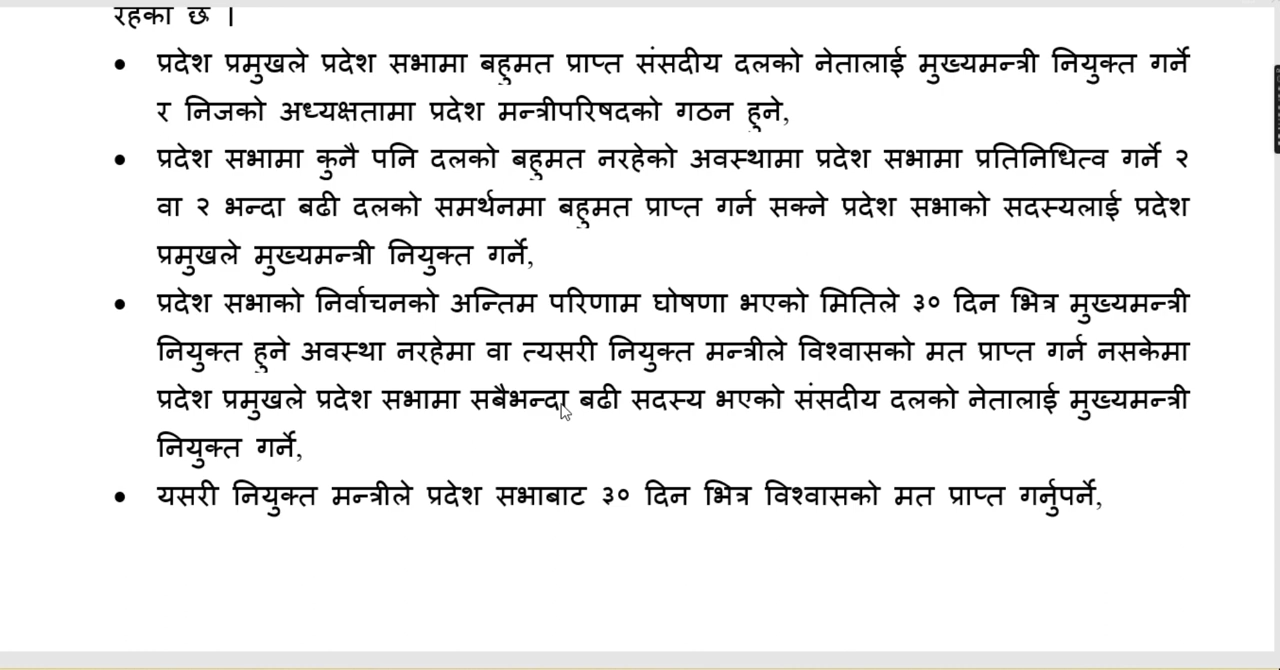 रहेको छ ।
• प्रदेश प्रमुखले प्रदेश सभामा बहुमत प्राप्त संसदीय दलको नेतालाई मुख्यमन्त्री नियुक्त गर्ने
र निजको अध्यक्षतामा प्रदेश मन्त्रीपरिषदको गठन हुने,
• प्रदेश सभामा कुनै पनि दलको बहुमत नरहेको अवस्थामा प्रदेश सभामा प्रतिनिधित्व गर्ने २
वा २ भन्दा बढी दलको समर्थनमा बहुमत प्राप्त गर्न सक्ने प्रदेश सभाको सदस्यलाई प्रदेश
प्रमुखले मुख्यमन्त्री नियुक्त गर्ने,
• प्रदेश सभाको निर्वाचनको अन्तिम परिणाम घोषणा भएको मितिले ३० दिन भित्र मुख्यमन्त्री
नियुक्त हुने अवस्था नरहेमा वा त्यसरी नियुक्त मन्त्रीले विश्वासको मत प्राप्त गर्न नसकेमा
प्रदेश प्रमुखले प्रदेश सभामा सबैभन्दा बढी सदस्य भएको संसदीय दलको नेतालाई मुख्यमन्त्री
नियुक्त गर्ने,
• यसरी नियुक्त मन्त्रीले प्रदेश सभाबाट ३० दिन भित्र विश्वासको मत प्राप्त गर्नुपर्ने,